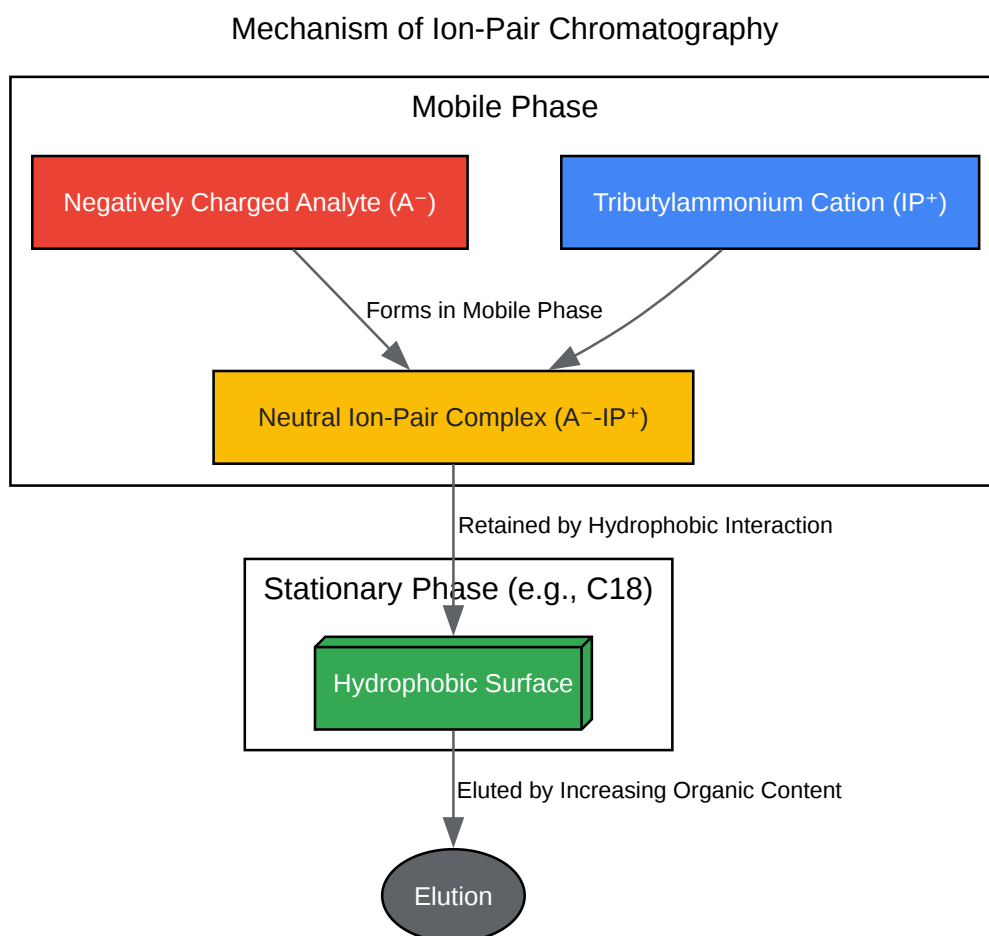 Mechanism of Ion-Pair Chromatography
Mobile Phase
Negatively Charged Analyte (A⁻)
Tributylammonium Cation (IP⁺)
Forms in Mobile Phase
Neutral Ion-Pair Complex (A⁻-IP⁺)
Retained by Hydrophobic Interaction
Stationary Phase (e.g., C18)
Hydrophobic Surface
Eluted by Increasing Organic Content
Elution